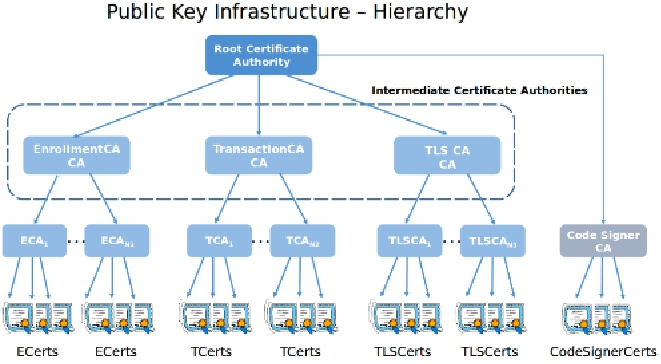 Public Key Infrastructure – Hierarchy
Root Certificate
Authority
Intermediate Certificate Authorities
EnrollmentCA
CA
TransactionCA
CA
TLS CA
CA
ECA1 ... ECAN1
TCA1 ... TCAN2
TLSCA1 ... TLSCAN3
Code Signer
CA
ECerts ECerts TCerts TCerts TLSCerts TLSCerts CodeSignerCerts